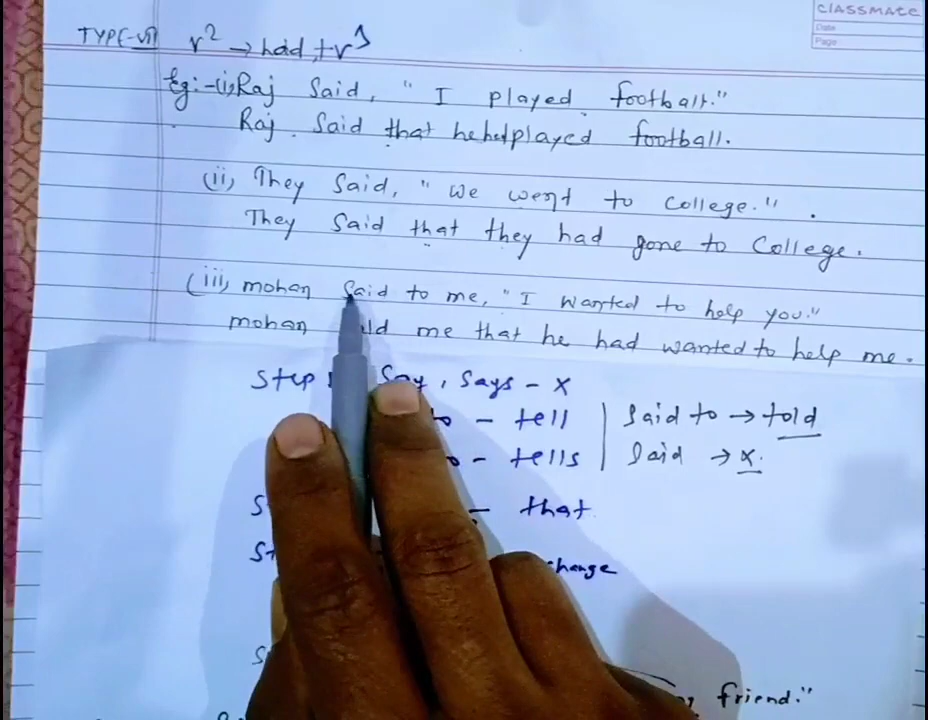 CLASSMATE
Date
Page
TYPE-VII V² → had + V³
Eg:-(i) Raj Said, "I played football."
Raj Said that he had played football.
(ii) They Said, "We went to College."
They Said that they had gone to College.
(iii) mohan Said to me, "I wanted to help you."
mohan told me that he had wanted to help me.
Step Say, Says - X
to - tell | Said to → told
to - tells | Said → X.
- that
change
friend."